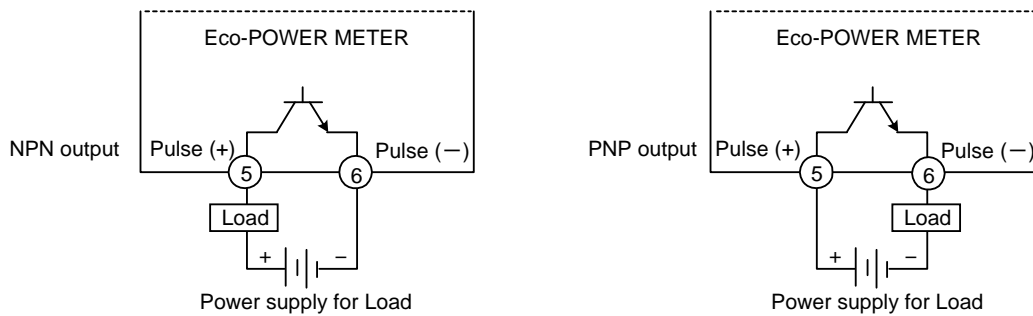 Eco-POWER METER
NPN output
Pulse (+)
Pulse (—)
5
6
Load
+
−
Power supply for Load
Eco-POWER METER
PNP output
Pulse (+)
Pulse (—)
5
6
Load
+
−
Power supply for Load